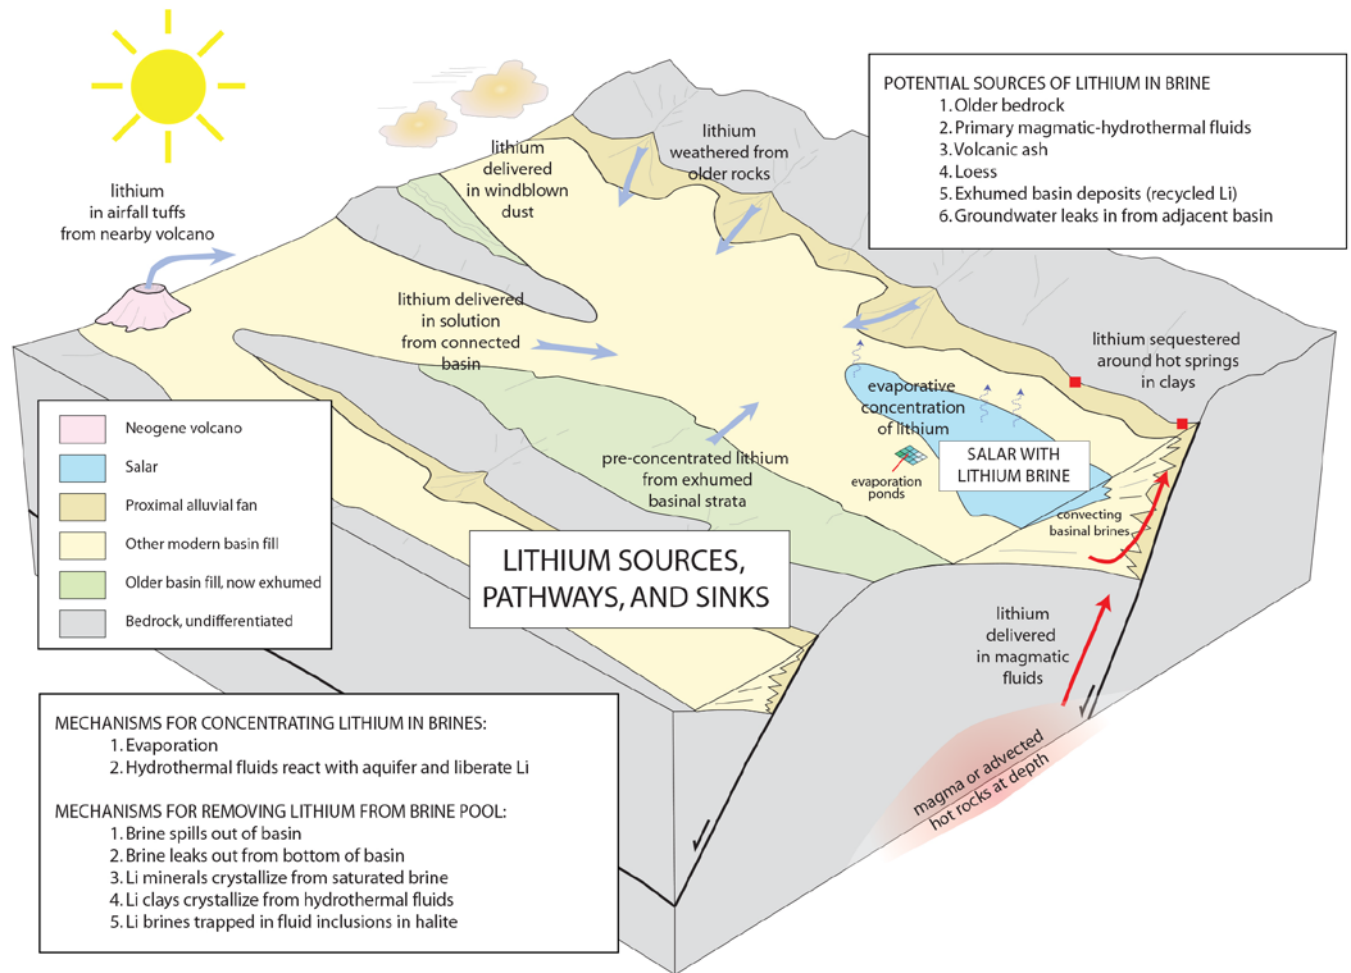 POTENTIAL SOURCES OF LITHIUM IN BRINE
1. Older bedrock
2. Primary magmatic-hydrothermal fluids
3. Volcanic ash
4. Loess
5. Exhumed basin deposits (recycled Li)
6. Groundwater leaks in from adjacent basin
lithium
weathered from
older rocks
lithium
delivered
in windblown
dust
lithium
in airfall tuffs
from nearby volcano
lithium delivered
in solution
from connected
basin
lithium sequestered
around hot springs
in clays
evaporative
concentration
of lithium
SALAR WITH
LITHIUM BRINE
evaporation
ponds
pre-concentrated lithium
from exhumed
basinal strata
convecting
basinal brines
Neogene volcano
Salar
Proximal alluvial fan
Other modern basin fill
Older basin fill, now exhumed
Bedrock, undifferentiated
LITHIUM SOURCES,
PATHWAYS, AND SINKS
lithium
delivered
in magmatic
fluids
magma or advected
hot rocks at depth
MECHANISMS FOR CONCENTRATING LITHIUM IN BRINES:
1. Evaporation
2. Hydrothermal fluids react with aquifer and liberate Li
MECHANISMS FOR REMOVING LITHIUM FROM BRINE POOL:
1. Brine spills out of basin
2. Brine leaks out from bottom of basin
3. Li minerals crystallize from saturated brine
4. Li clays crystallize from hydrothermal fluids
5. Li brines trapped in fluid inclusions in halite